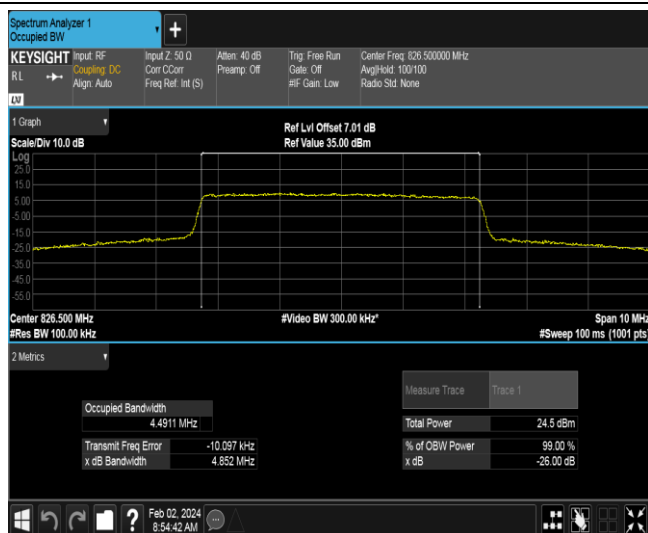 Spectrum Analyzer 1
Occupied BW
+
KEYSIGHT
RL
LXI
Input: RF
Coupling: DC
Align: Auto
Input Z: 50 Ω
Corr CCorr
Freq Ref: Int (S)
Atten: 40 dB
Preamp: Off
Trig: Free Run
Gate: Off
#IF Gain: Low
Center Freq: 826.500000 MHz
Avg|Hold: 100/100
Radio Std: None
1 Graph
Scale/Div 10.0 dB
Ref Lvl Offset 7.01 dB
Ref Value 35.00 dBm
Log
25.0
15.0
5.00
-5.00
-15.0
-25.0
-35.0
-45.0
-55.0
Center 826.500 MHz
#Video BW 300.00 kHz*
Span 10 MHz
#Res BW 100.00 kHz
#Sweep 100 ms (1001 pts)
2 Metrics
Measure Trace
Trace 1
Occupied Bandwidth
4.4911 MHz
Total Power
24.5 dBm
Transmit Freq Error
-10.097 kHz
% of OBW Power
99.00 %
x dB Bandwidth
4.852 MHz
x dB
-26.00 dB
?
Feb 02, 2024
8:54:42 AM